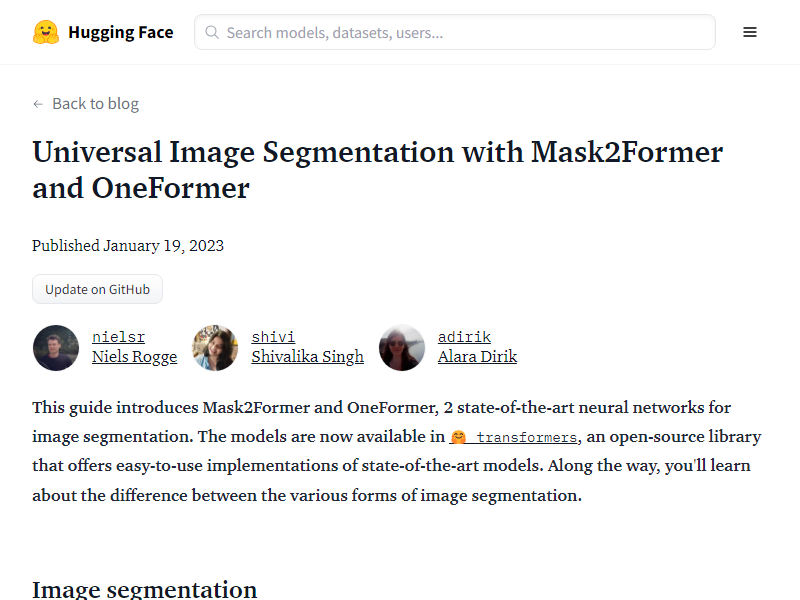 Hugging Face
Search models, datasets, users...
Back to blog
Universal Image Segmentation with Mask2Former
and OneFormer
Published January 19, 2023
Update on GitHub
nielsr
Niels Rogge
shivi
Shivalika Singh
adirik
Alara Dirik
This guide introduces Mask2Former and OneFormer, 2 state-of-the-art neural networks for
image segmentation. The models are now available in 🤗 transformers, an open-source library
that offers easy-to-use implementations of state-of-the-art models. Along the way, you'll learn
about the difference between the various forms of image segmentation.
Image segmentation